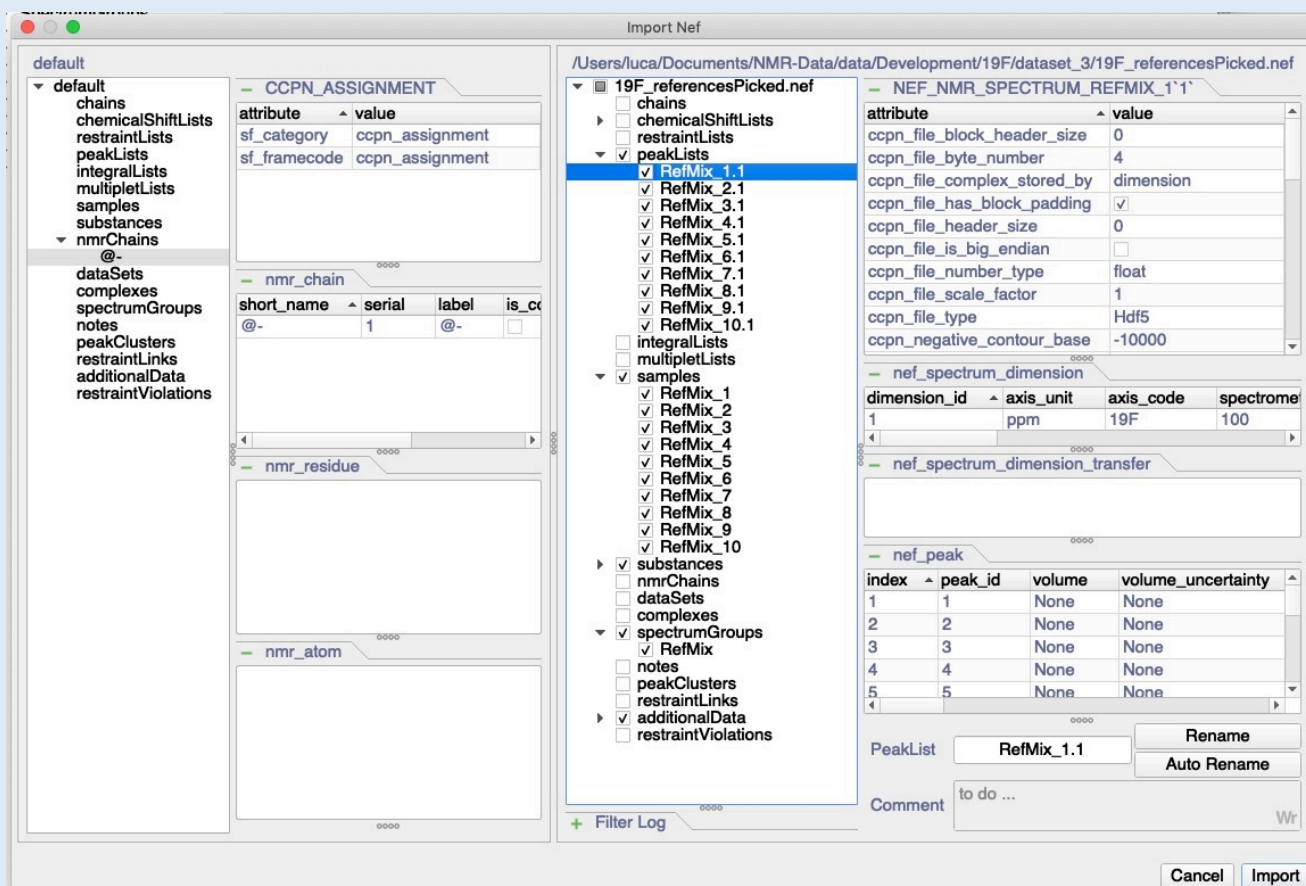 Import Nef
default
default
chains
chemicalShiftLists
restraintLists
peakLists
integralLists
multipletLists
samples
substances
nmrChains
@-
dataSets
complexes
spectrumGroups
notes
peakClusters
restraintLinks
additionalData
restraintViolations
CCPN_ASSIGNMENT
attribute value
sf_category ccpn_assignment
sf_framecode ccpn_assignment
nmr_chain
short_name serial label is_cc
@- 1 @-
nmr_residue
nmr_atom
/Users/luca/Documents/NMR-Data/data/Development/19F/dataset_3/19F_referencesPicked.nef
19F_referencesPicked.nef
chains
chemicalShiftLists
restraintLists
peakLists
RefMix_1.1
RefMix_2.1
RefMix_3.1
RefMix_4.1
RefMix_5.1
RefMix_6.1
RefMix_7.1
RefMix_8.1
RefMix_9.1
RefMix_10.1
integralLists
multipletLists
samples
RefMix_1
RefMix_2
RefMix_3
RefMix_4
RefMix_5
RefMix_6
RefMix_7
RefMix_8
RefMix_9
RefMix_10
substances
nmrChains
dataSets
complexes
spectrumGroups
RefMix
notes
peakClusters
restraintLinks
additionalData
restraintViolations
Filter Log
NEF_NMR_SPECTRUM_REFMIX_1`1`
attribute value
ccpn_file_block_header_size 0
ccpn_file_byte_number 4
ccpn_file_complex_stored_by dimension
ccpn_file_has_block_padding
ccpn_file_header_size 0
ccpn_file_is_big_endian
ccpn_file_number_type float
ccpn_file_scale_factor 1
ccpn_file_type Hdf5
ccpn_negative_contour_base -10000
nef_spectrum_dimension
dimension_id axis_unit axis_code spectromet
1 ppm 19F 100
nef_spectrum_dimension_transfer
nef_peak
index peak_id volume volume_uncertainty
1 1 None None
2 2 None None
3 3 None None
4 4 None None
5 5 None None
PeakList RefMix_1.1 Rename
Auto Rename
Comment to do ...
Wr
Cancel Import